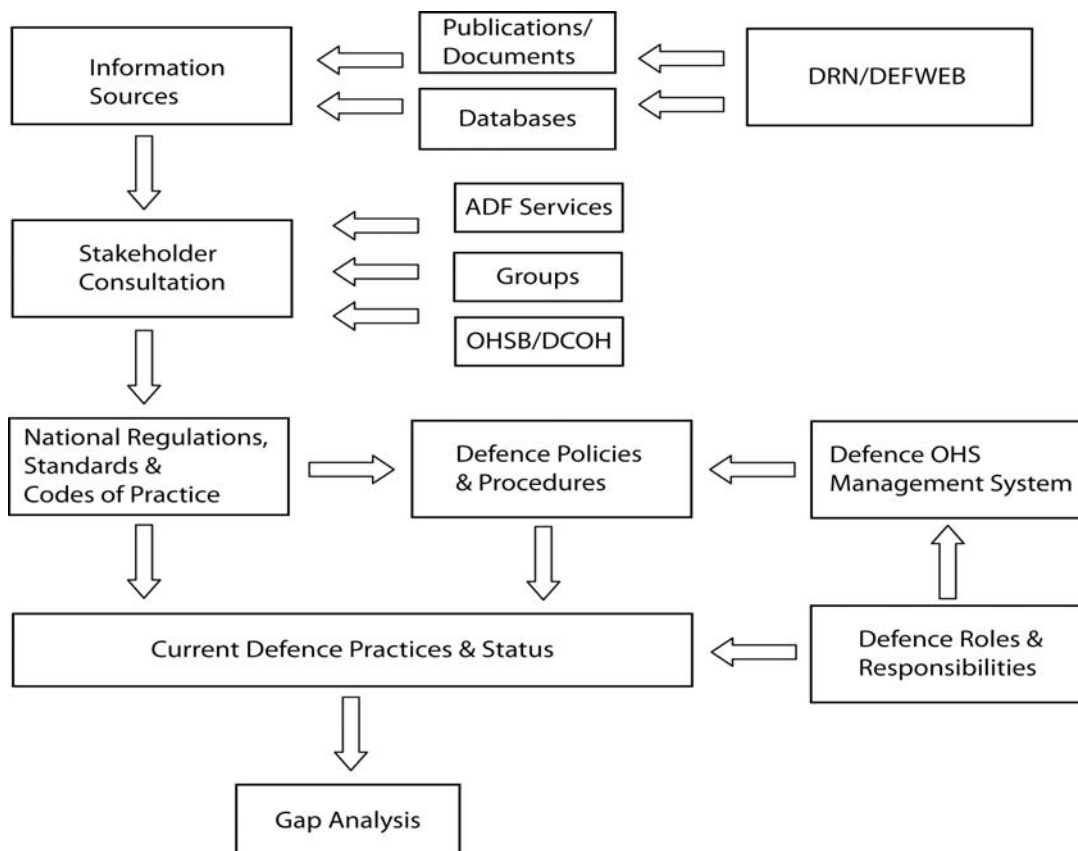 Publications/
Documents
Information
Sources
DRN/DEFWEB
Databases
ADF Services
Stakeholder
Consultation
Groups
OHSB/DCOH
National Regulations,
Standards &
Codes of Practice
Defence Policies
& Procedures
Defence OHS
Management System
Current Defence Practices & Status
Defence Roles &
Responsibilities
Gap Analysis